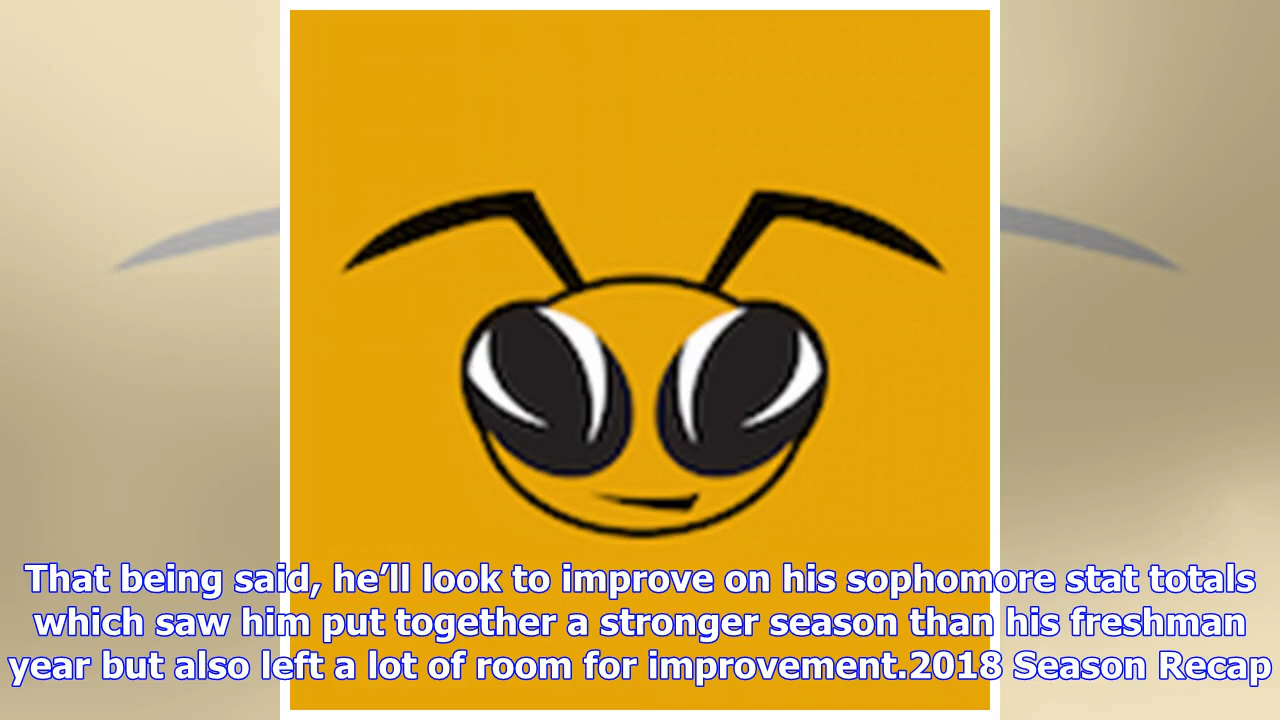 That being said, he’ll look to improve on his sophomore stat totals
which saw him put together a stronger season than his freshman
year but also left a lot of room for improvement.2018 Season Recap